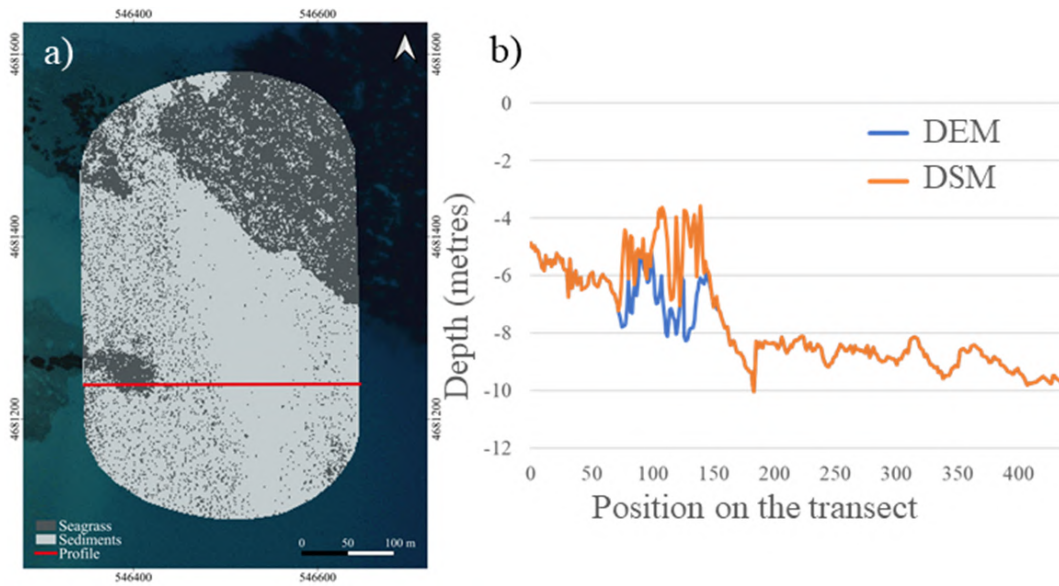 546400 546600
a)
b)
4681600 4681600
4681400 4681400
4681200 4681200
Seagrass
Sediments
Profile
0 50 100 m
546400 546600
Depth (metres)
0
-2
-4
-6
-8
-10
-12
DEM
DSM
0 50 100 150 200 250 300 350 400
Position on the transect